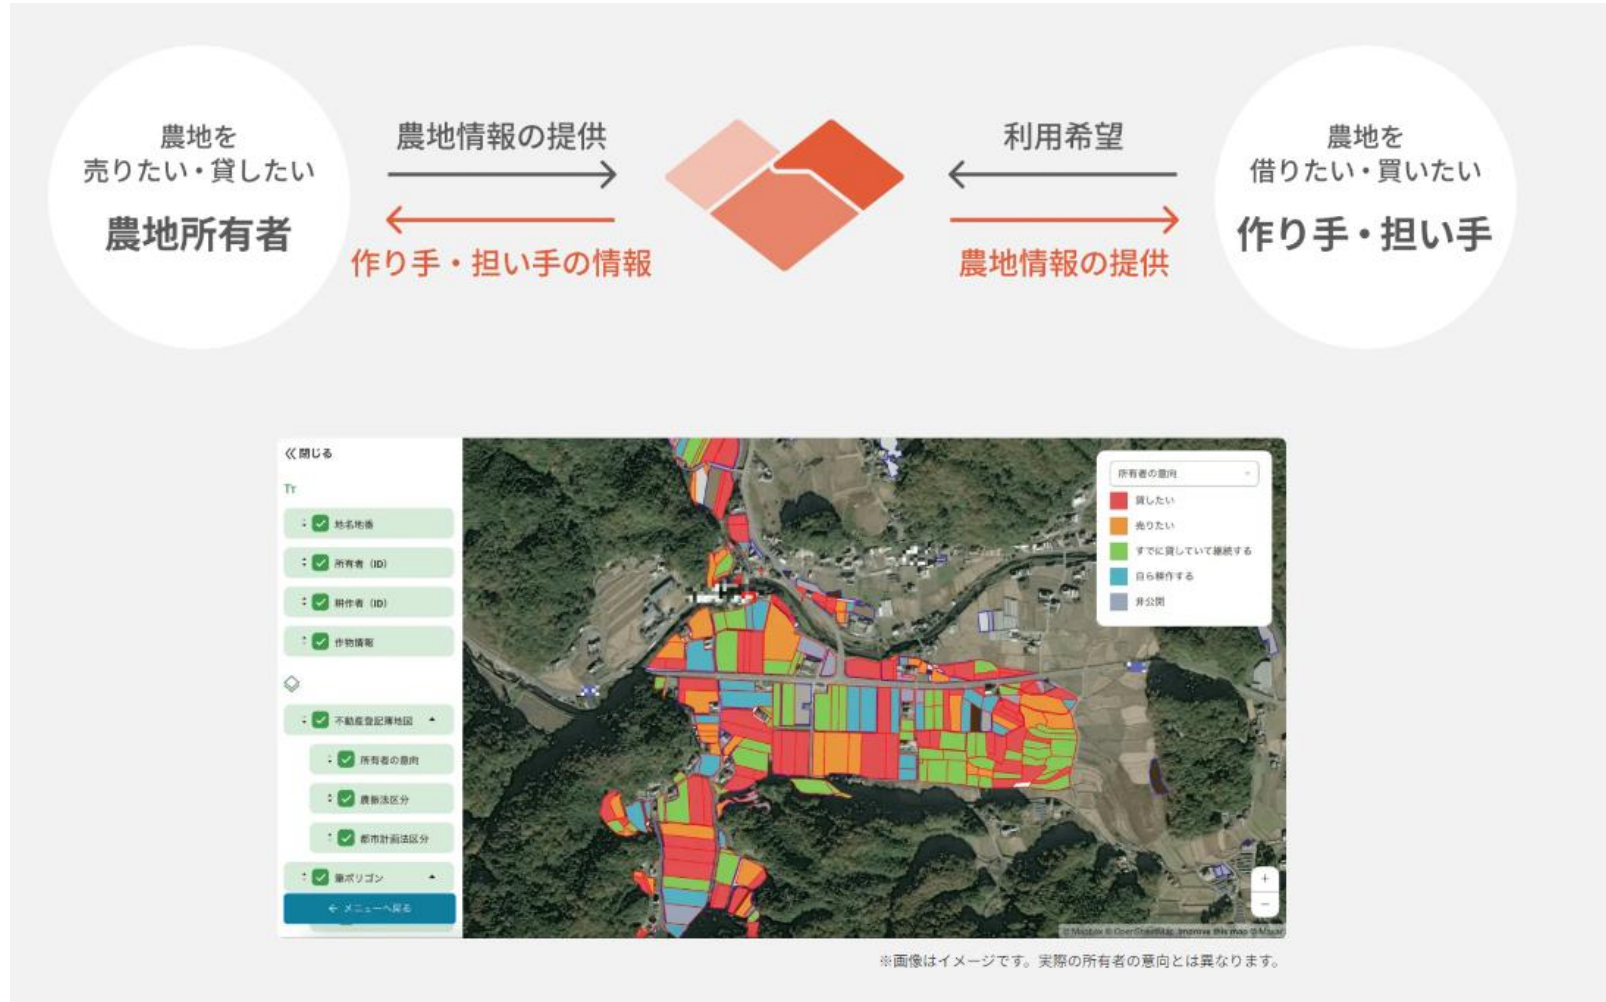 農地を
売りたい・貸したい
農地所有者
農地情報の提供
作り手・担い手の情報
利用希望
農地情報の提供
農地を
借りたい・買いたい
作り手・担い手
≪閉じる
Tт
地名地番
所有者（ID）
耕作者（ID）
作物情報
不動産登記簿地図
所有者の意向
農振法区分
都市計画法区分
筆ポリゴン
← メニューへ戻る
所有者の意向
貸したい
売りたい
すでに貸していて継続する
自ら耕作する
非公開
+
−
© Mapbox © OpenStreetMap Improve this map © Maxar
※画像はイメージです。実際の所有者の意向とは異なります。